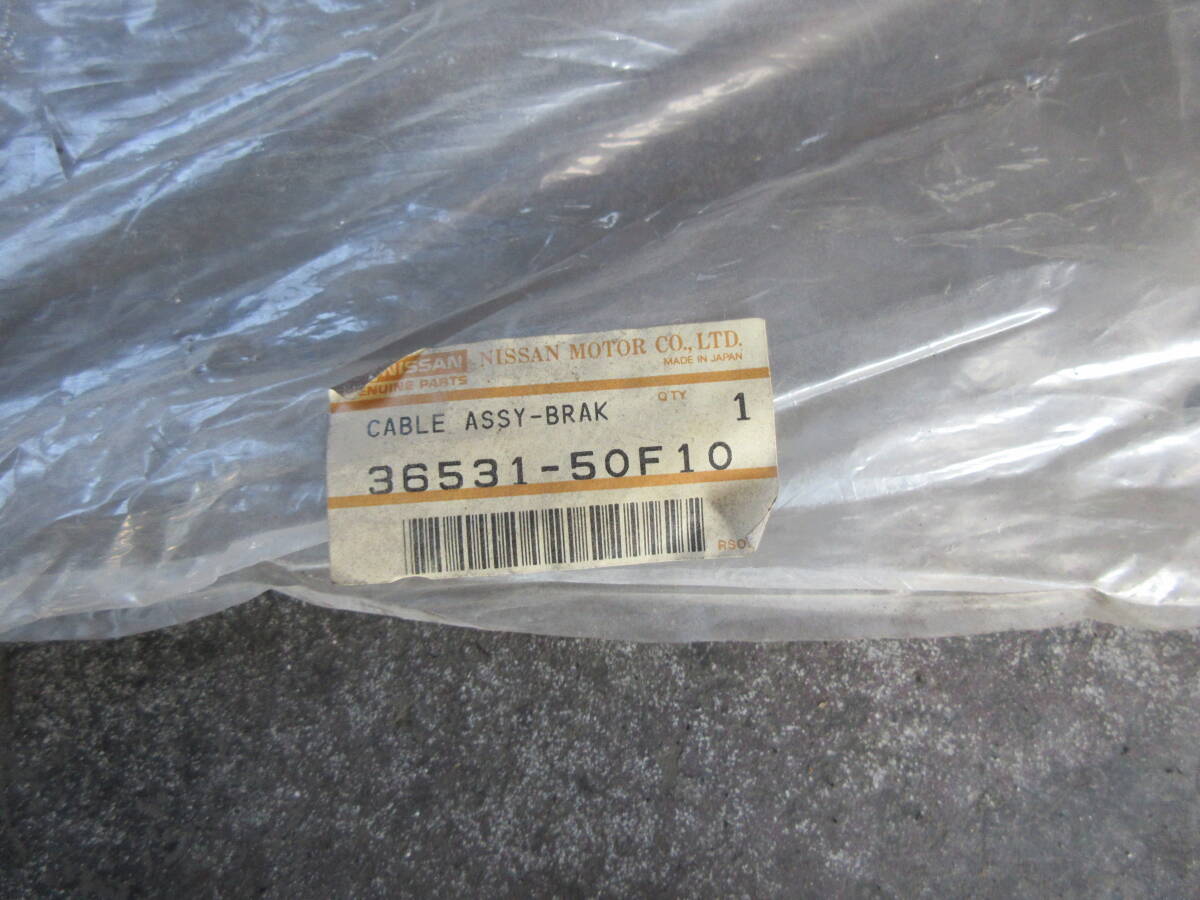 NISSAN NISSAN MOTOR CO., LTD.
GENUINE PARTS MADE IN JAPAN
CABLE ASSY-BRAK QTY 1
36531-50F10